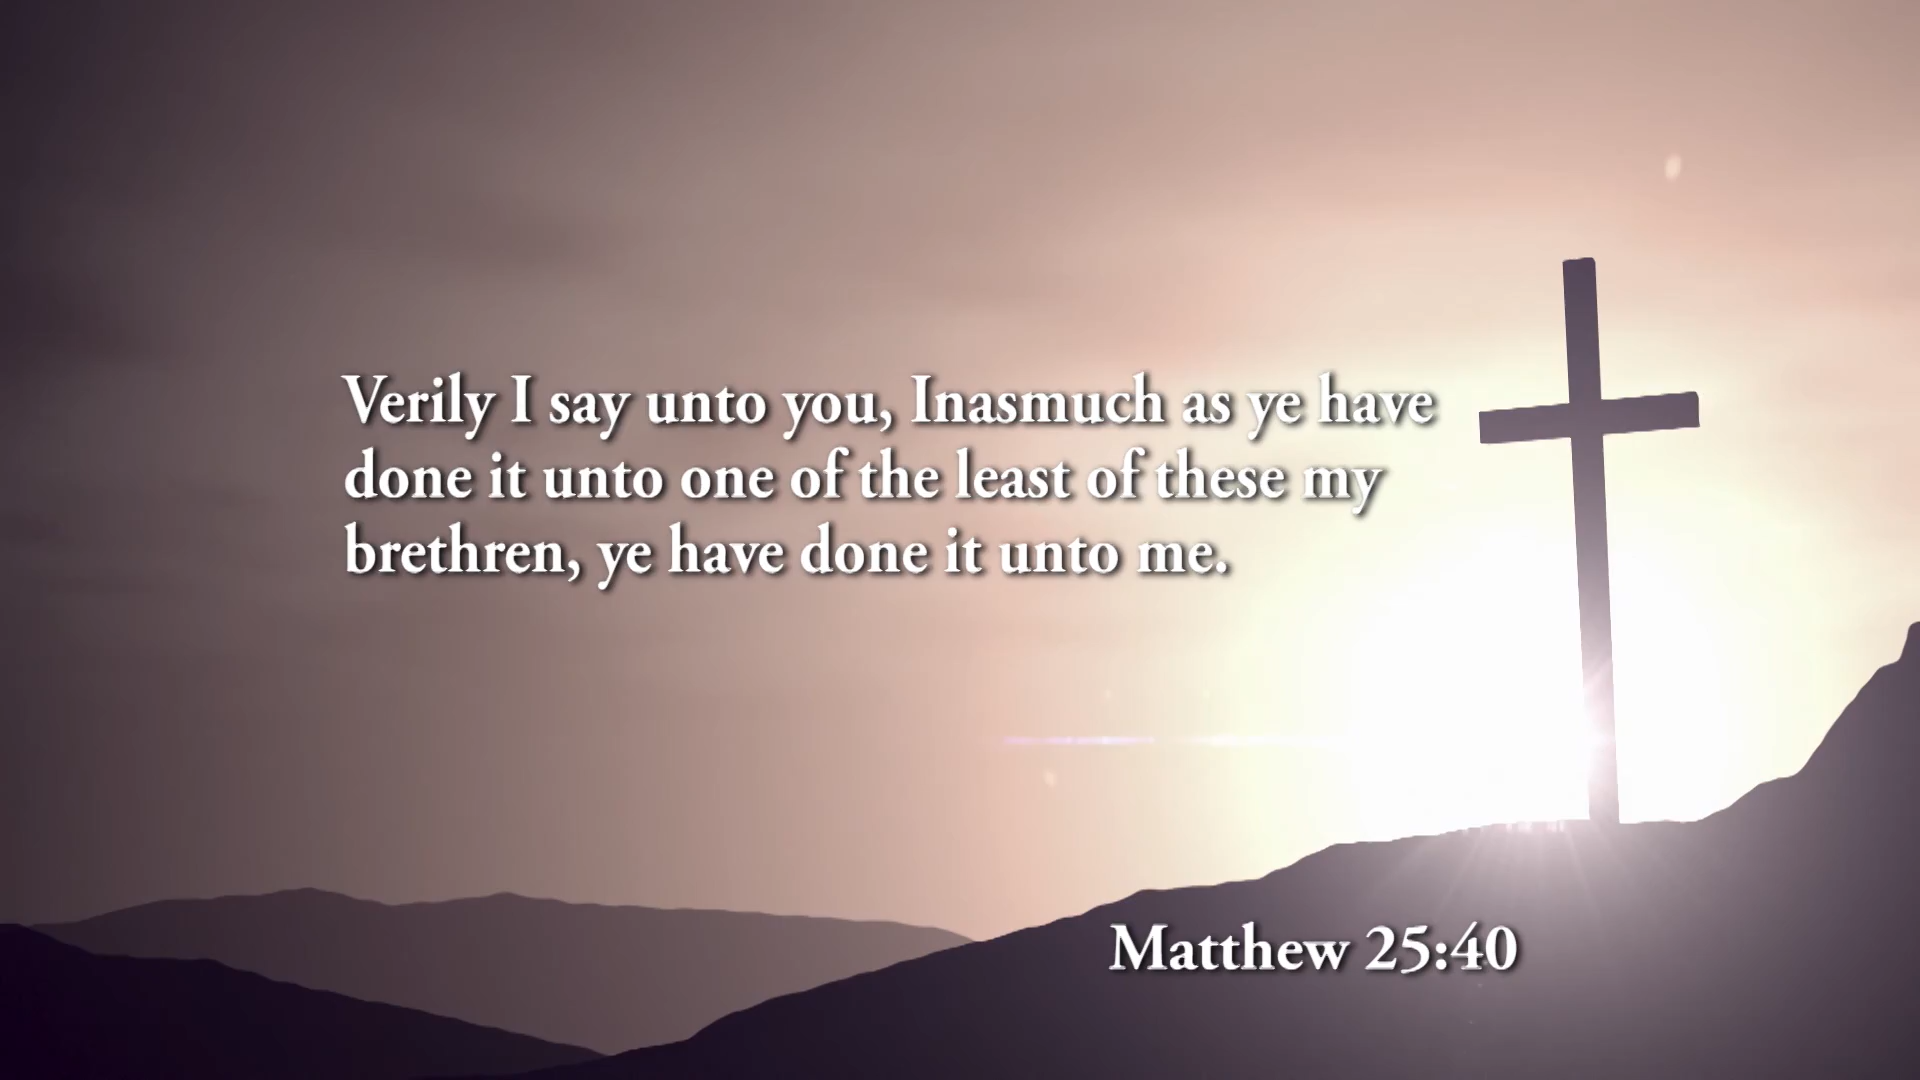 Verily I say unto you, Inasmuch as ye have
done it unto one of the least of these my
brethren, ye have done it unto me.
Matthew 25:40